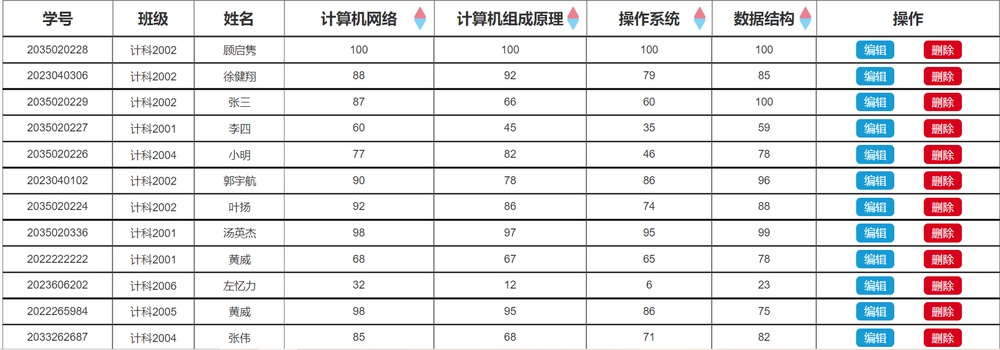 学号 班级 姓名 计算机网络 计算机组成原理 操作系统 数据结构 操作
2035020228 计科2002 顾启隽 100 100 100 100 编辑 删除
2023040306 计科2002 徐健翔 88 92 79 85 编辑 删除
2035020229 计科2002 张三 87 66 60 100 编辑 删除
2035020227 计科2001 李四 60 45 35 59 编辑 删除
2035020226 计科2004 小明 77 82 46 78 编辑 删除
2023040102 计科2002 郭宇航 90 78 86 96 编辑 删除
2035020224 计科2002 叶扬 92 86 74 88 编辑 删除
2035020336 计科2001 汤英杰 98 97 95 99 编辑 删除
2022222222 计科2001 黄威 68 67 65 78 编辑 删除
2023606202 计科2006 左忆力 32 12 6 23 编辑 删除
2022265984 计科2005 黄威 98 95 86 75 编辑 删除
2033262687 计科2004 张伟 85 68 71 82 编辑 删除